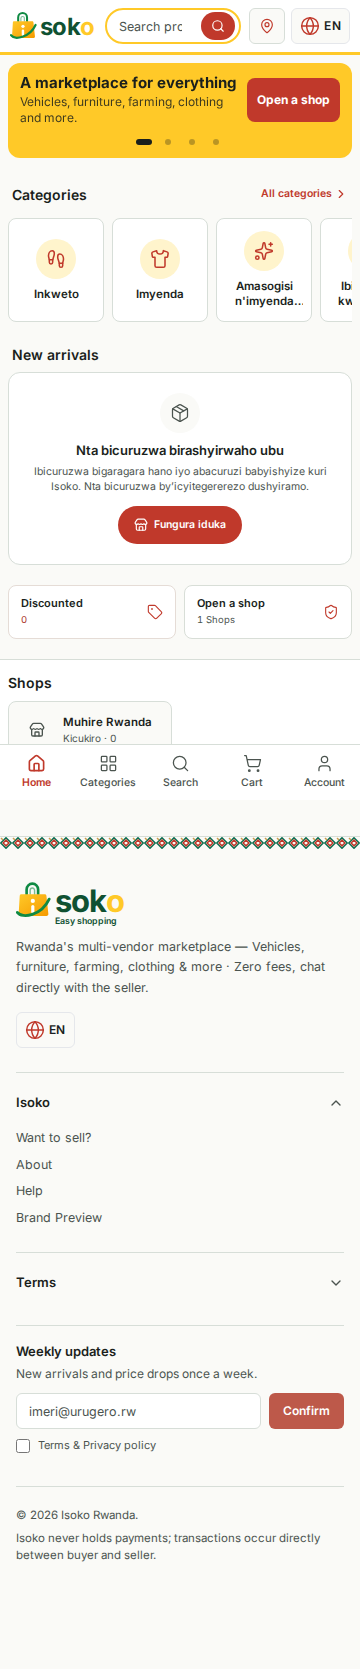 soko
Search prc
EN
A marketplace for everything
Vehicles, furniture, farming, clothing
and more.
Open a shop
Categories
All categories
Inkweto
Imyenda
Amasogisi
n'imyenda...
Ibi
kw
New arrivals
Nta bicuruzwa birashyirwaho ubu
Ibicuruzwa bigaragara hano iyo abacuruzi babyishyize kuri
Isoko. Nta bicuruzwa by'icyitegererezo dushyiramo.
Fungura iduka
Discounted
0
Open a shop
1 Shops
Shops
Muhire Rwanda
Kicukiro · 0
Home
Categories
Search
Cart
Account
soko
Easy shopping
Rwanda's multi-vendor marketplace — Vehicles,
furniture, farming, clothing & more · Zero fees, chat
directly with the seller.
EN
Isoko
Want to sell?
About
Help
Brand Preview
Terms
Weekly updates
New arrivals and price drops once a week.
imeri@urugero.rw
Confirm
Terms & Privacy policy
© 2026 Isoko Rwanda.
Isoko never holds payments; transactions occur directly
between buyer and seller.